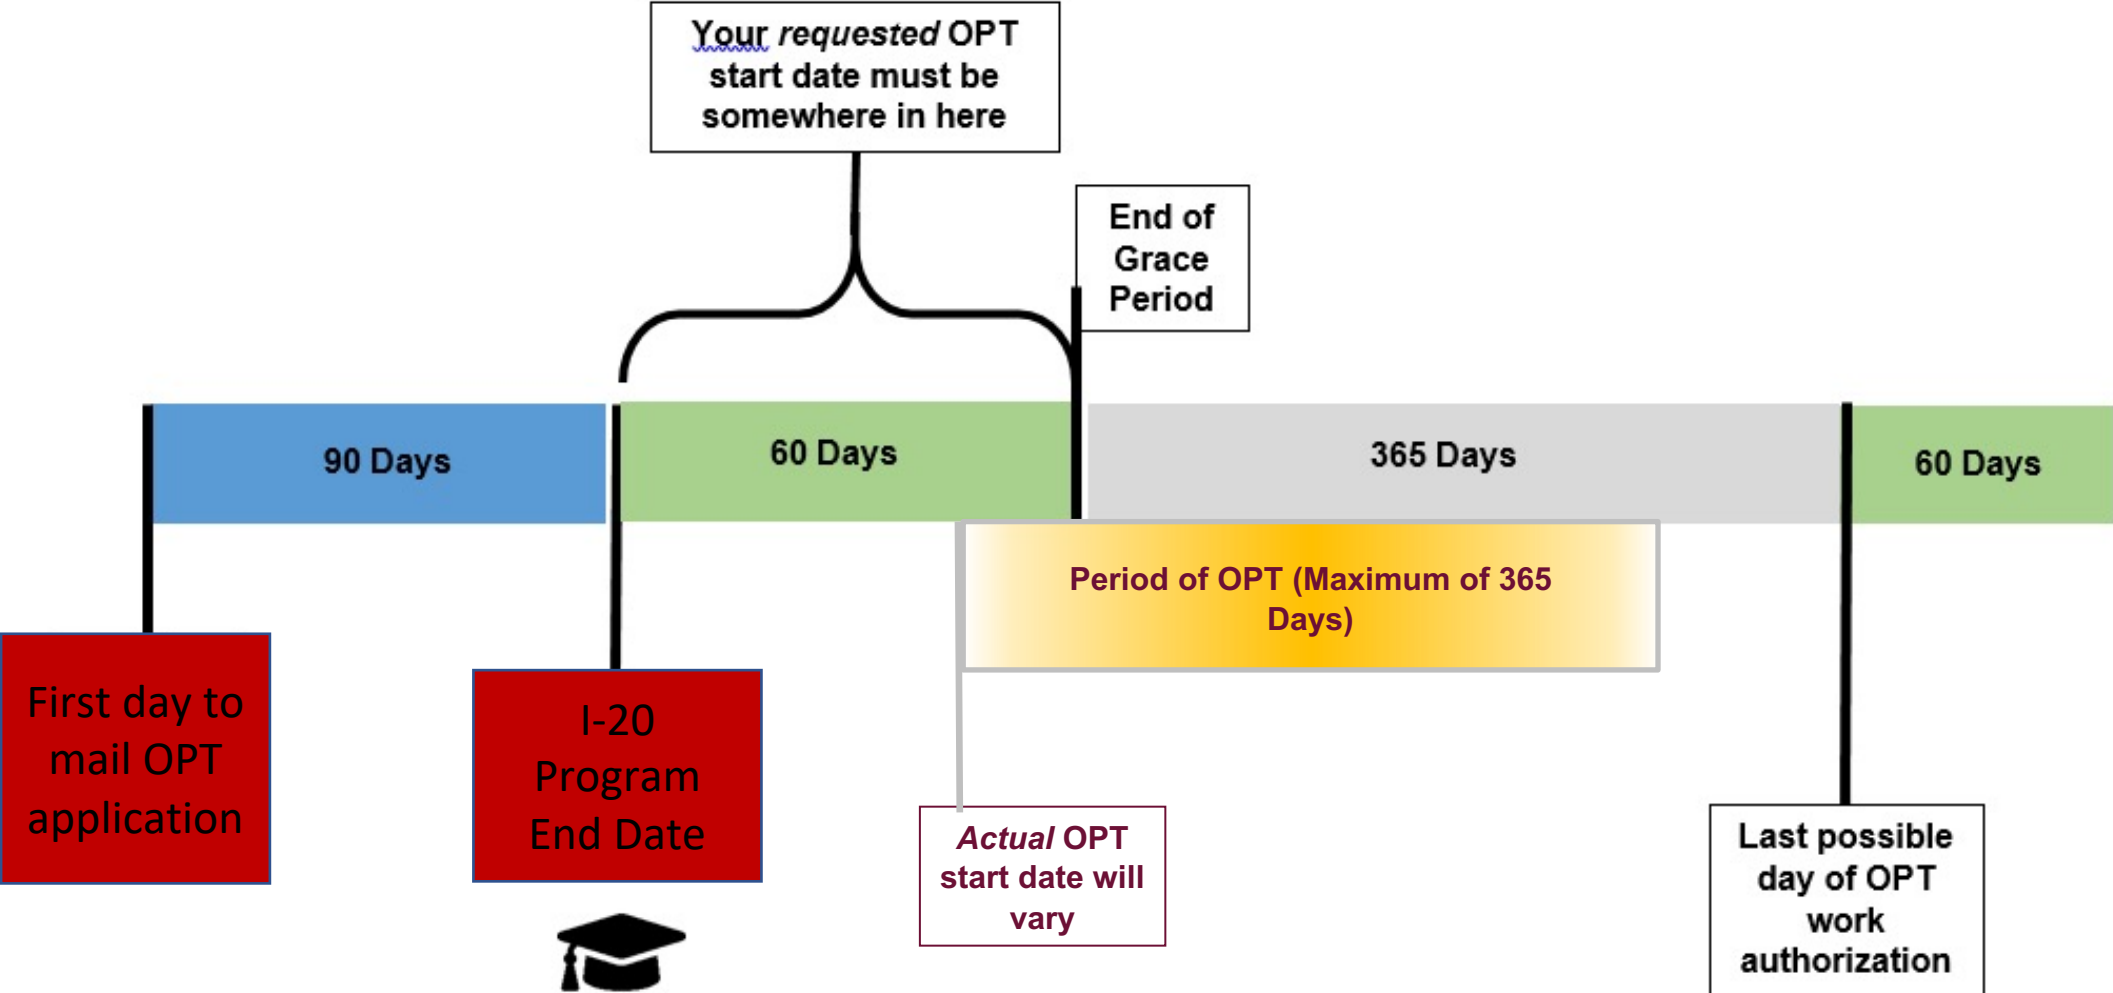 Your requested OPT
start date must be
somewhere in here
End of
Grace
Period
90 Days
60 Days
365 Days
60 Days
Period of OPT (Maximum of 365
Days)
First day to
mail OPT
application
I-20
Program
End Date
Actual OPT
start date will
vary
Last possible
day of OPT
work
authorization